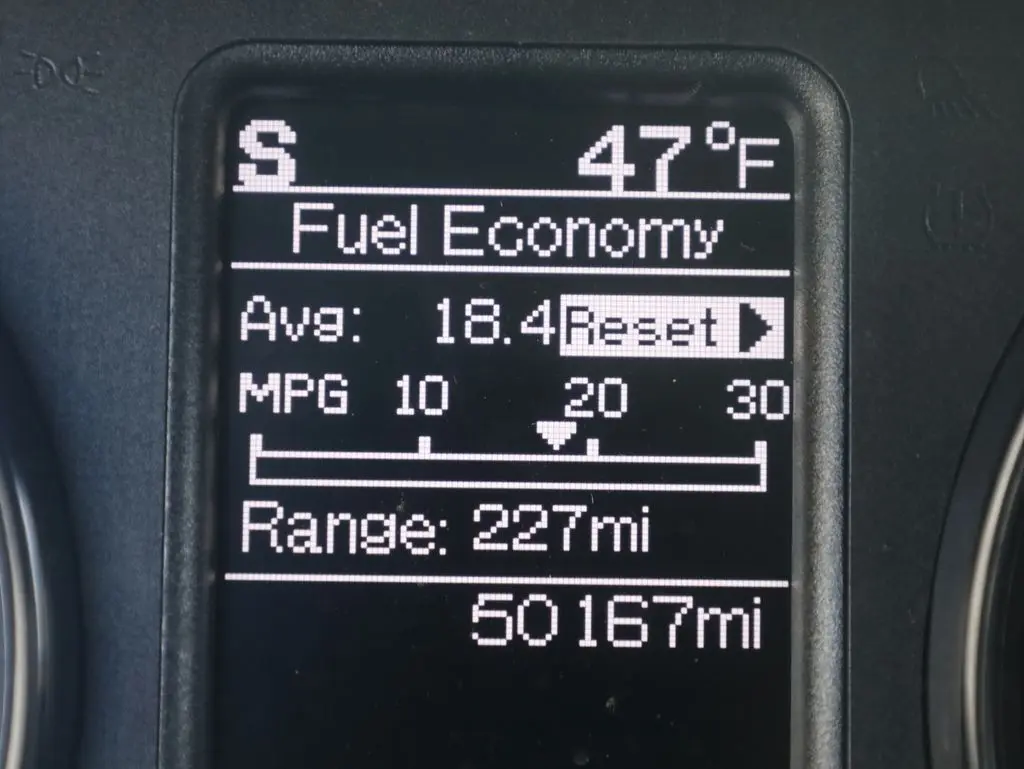 S 47°F
Fuel Economy
Avg: 18.4 Reset
MPG 10 20 30
Range: 227mi
50167mi